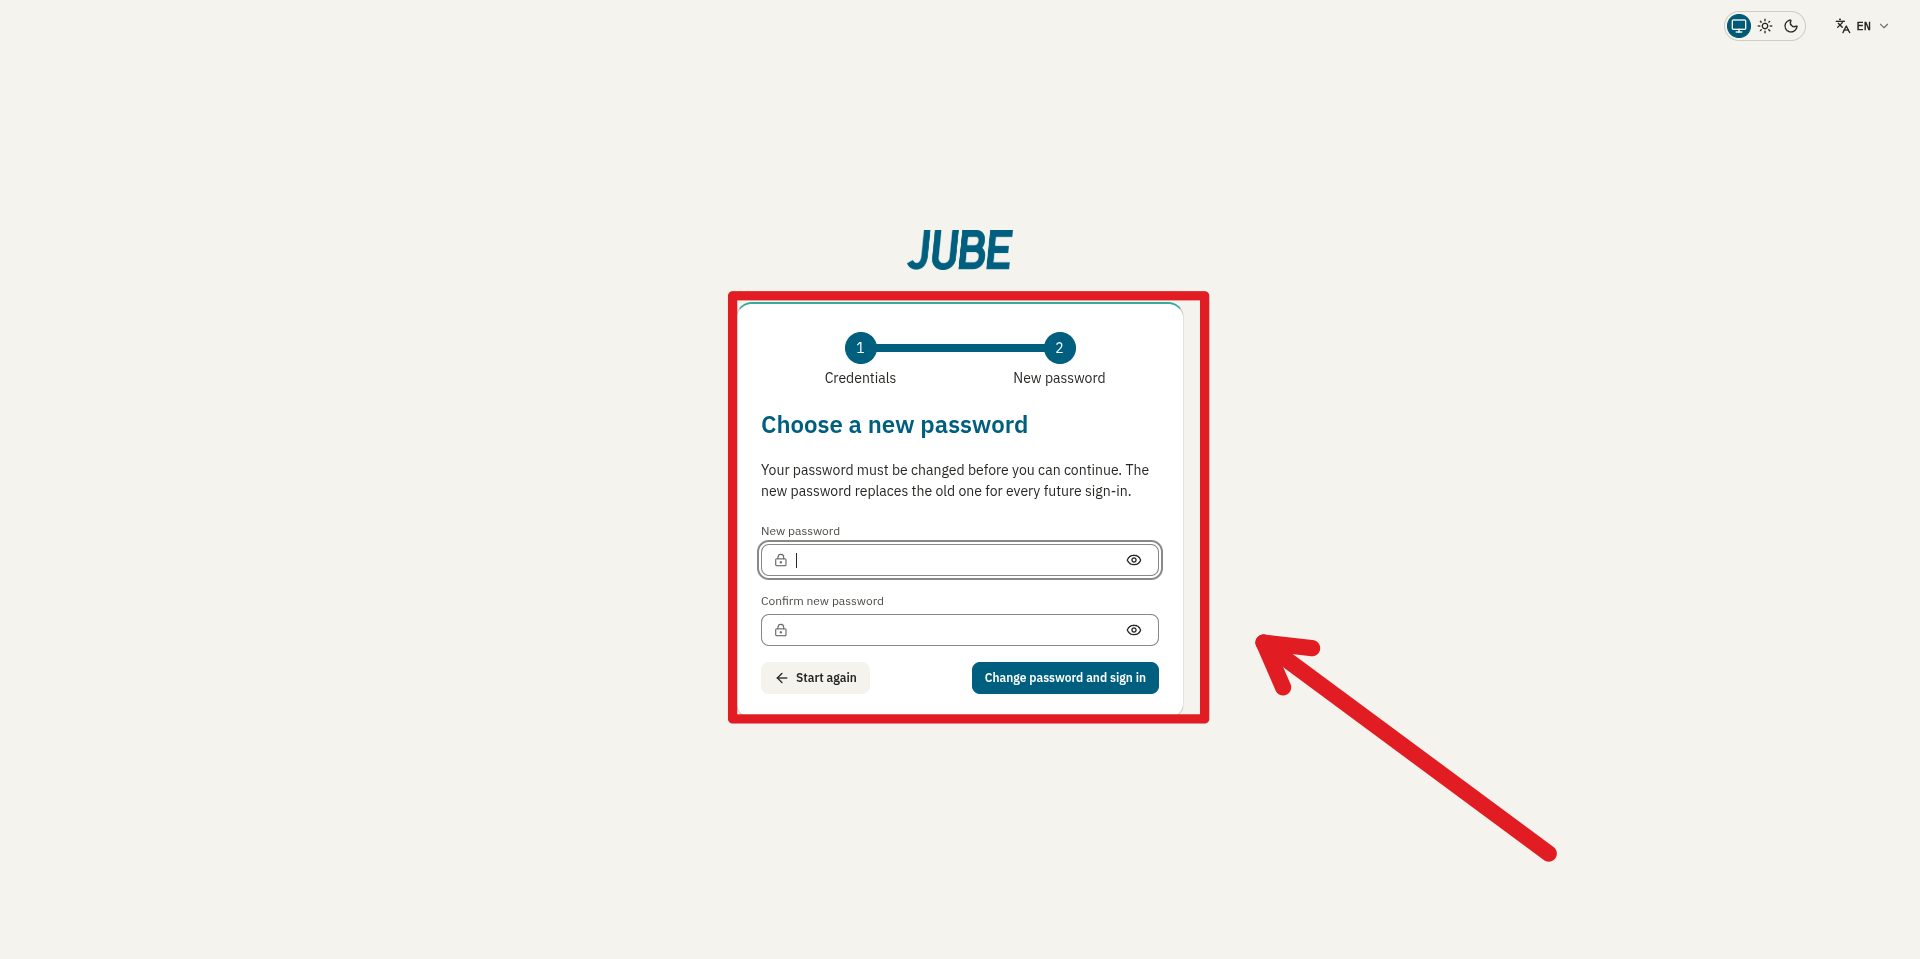 EN
JUBE
1
2
Credentials
New password
Choose a new password
Your password must be changed before you can continue. The
new password replaces the old one for every future sign-in.
New password
Confirm new password
Start again
Change password and sign in